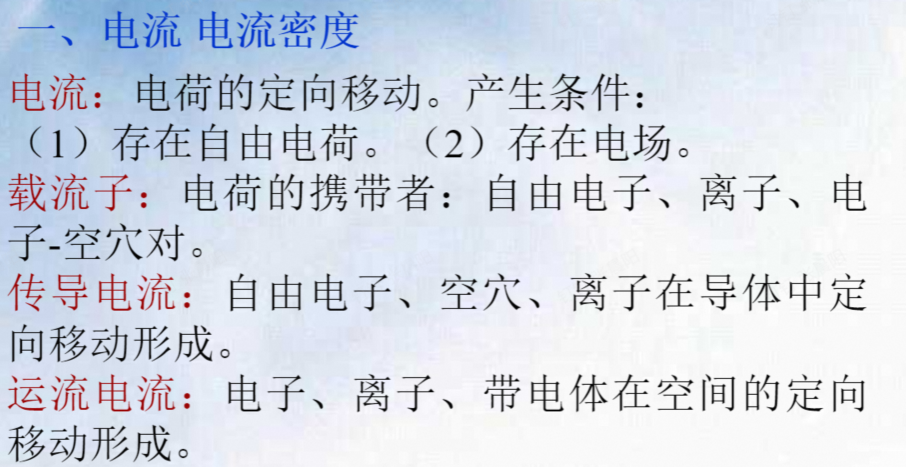 一、电流 电流密度
电流：电荷的定向移动。产生条件：
（1）存在自由电荷。（2）存在电场。
载流子：电荷的携带者：自由电子、离子、电
子-空穴对。
传导电流：自由电子、空穴、离子在导体中定
向移动形成。
运流电流：电子、离子、带电体在空间的定向
移动形成。